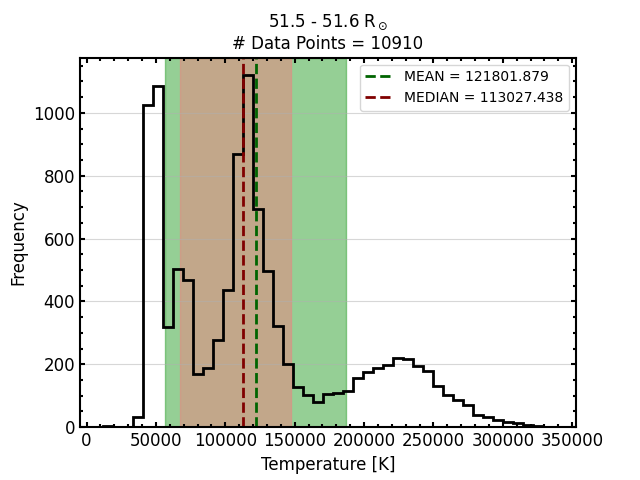 51.5 - 51.6 R⊙
# Data Points = 10910
MEAN = 121801.879
MEDIAN = 113027.438
Frequency
1000
800
600
400
200
0
0 50000 100000 150000 200000 250000 300000 350000
Temperature [K]